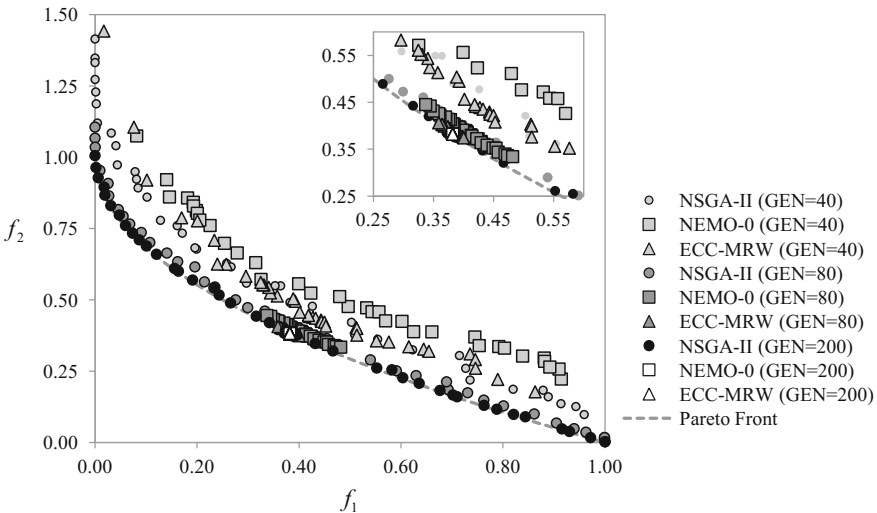 1.50
1.25
1.00
0.75
0.50
0.25
0.00
f2
0.00 0.20 0.40 0.60 0.80 1.00
f1
0.55
0.45
0.35
0.25
0.25 0.35 0.45 0.55
NSGA-II (GEN=40)
NEMO-0 (GEN=40)
ECC-MRW (GEN=40)
NSGA-II (GEN=80)
NEMO-0 (GEN=80)
ECC-MRW (GEN=80)
NSGA-II (GEN=200)
NEMO-0 (GEN=200)
ECC-MRW (GEN=200)
Pareto Front